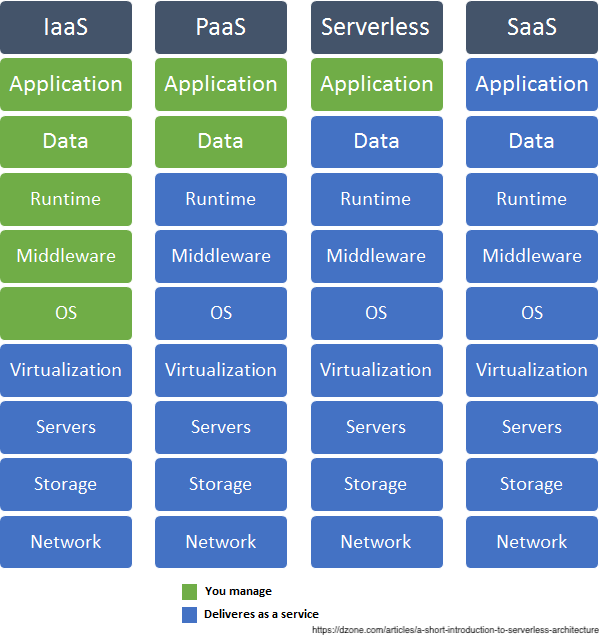 IaaS PaaS Serverless SaaS
Application Application Application Application
Data Data Data Data
Runtime Runtime Runtime Runtime
Middleware Middleware Middleware Middleware
OS OS OS OS
Virtualization Virtualization Virtualization Virtualization
Servers Servers Servers Servers
Storage Storage Storage Storage
Network Network Network Network
You manage
Deliveres as a service
https://dzone.com/articles/a-short-introduction-to-serverless-architecture